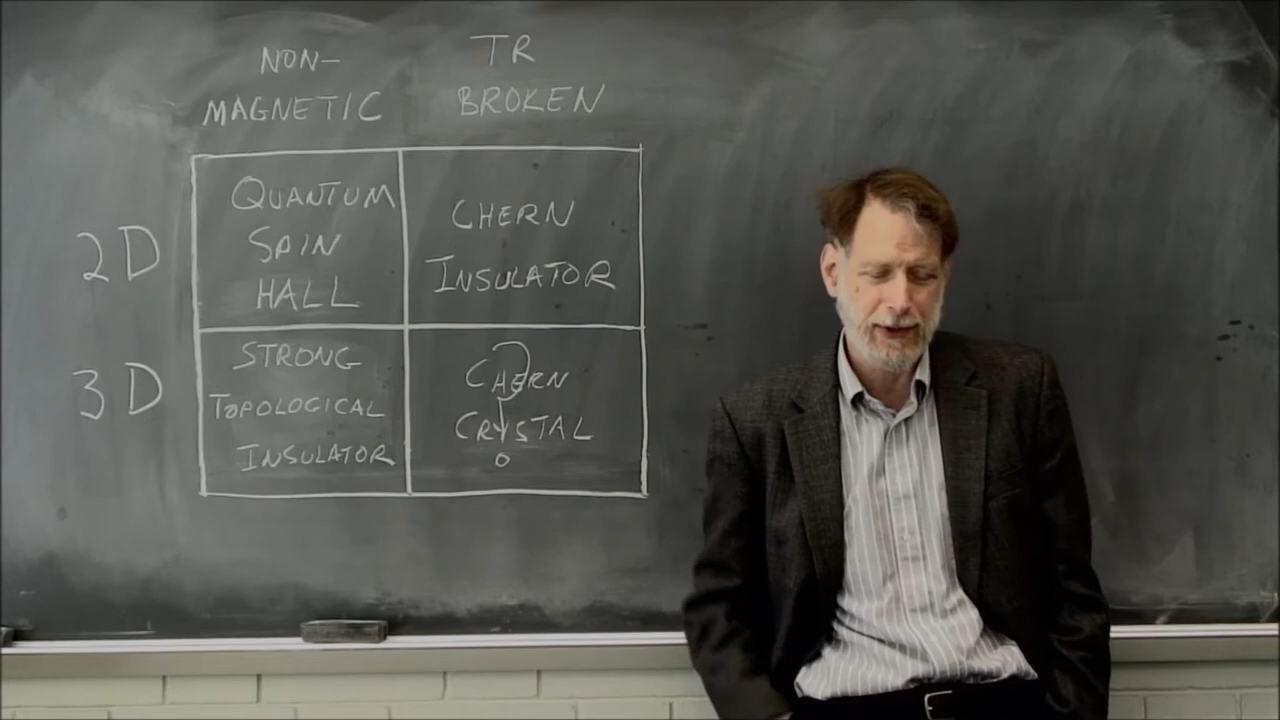 NON-
MAGNETIC
TR
BROKEN
2D
QUANTUM
SPIN
HALL
CHERN
INSULATOR
3D
STRONG
TOPOLOGICAL
INSULATOR
CHERN
CRYSTAL
?